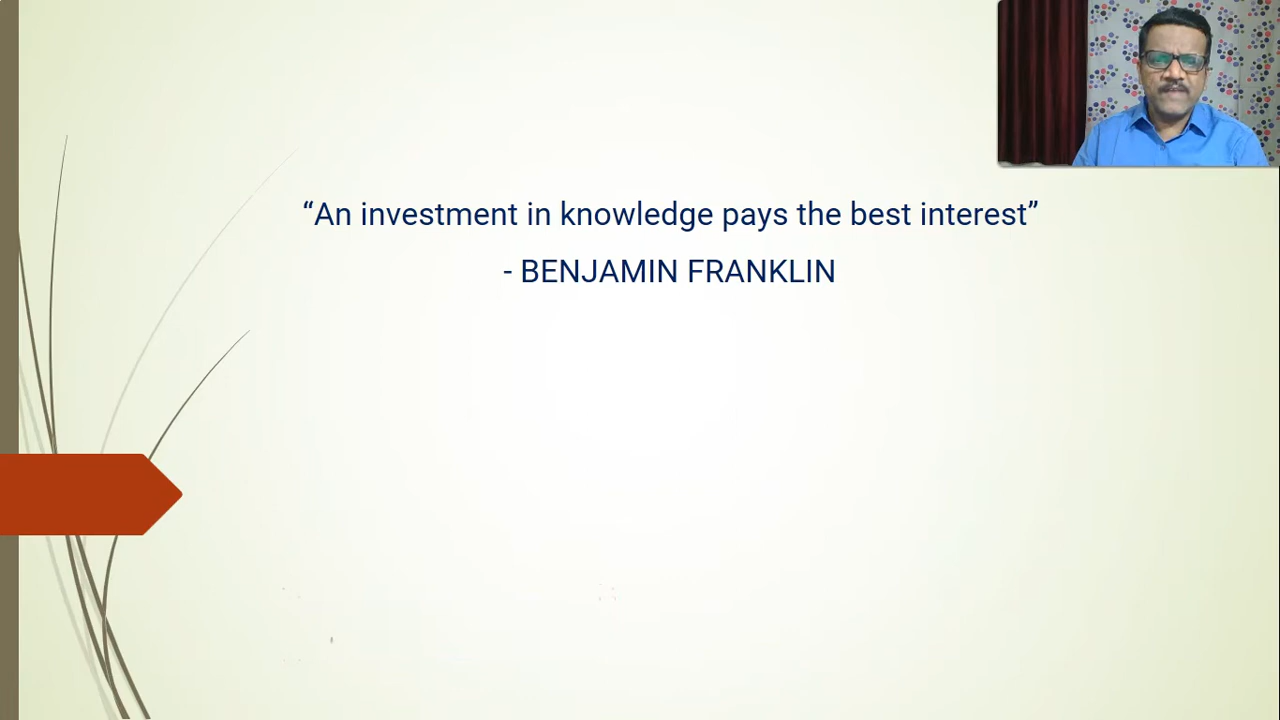 “An investment in knowledge pays the best interest”
- BENJAMIN FRANKLIN